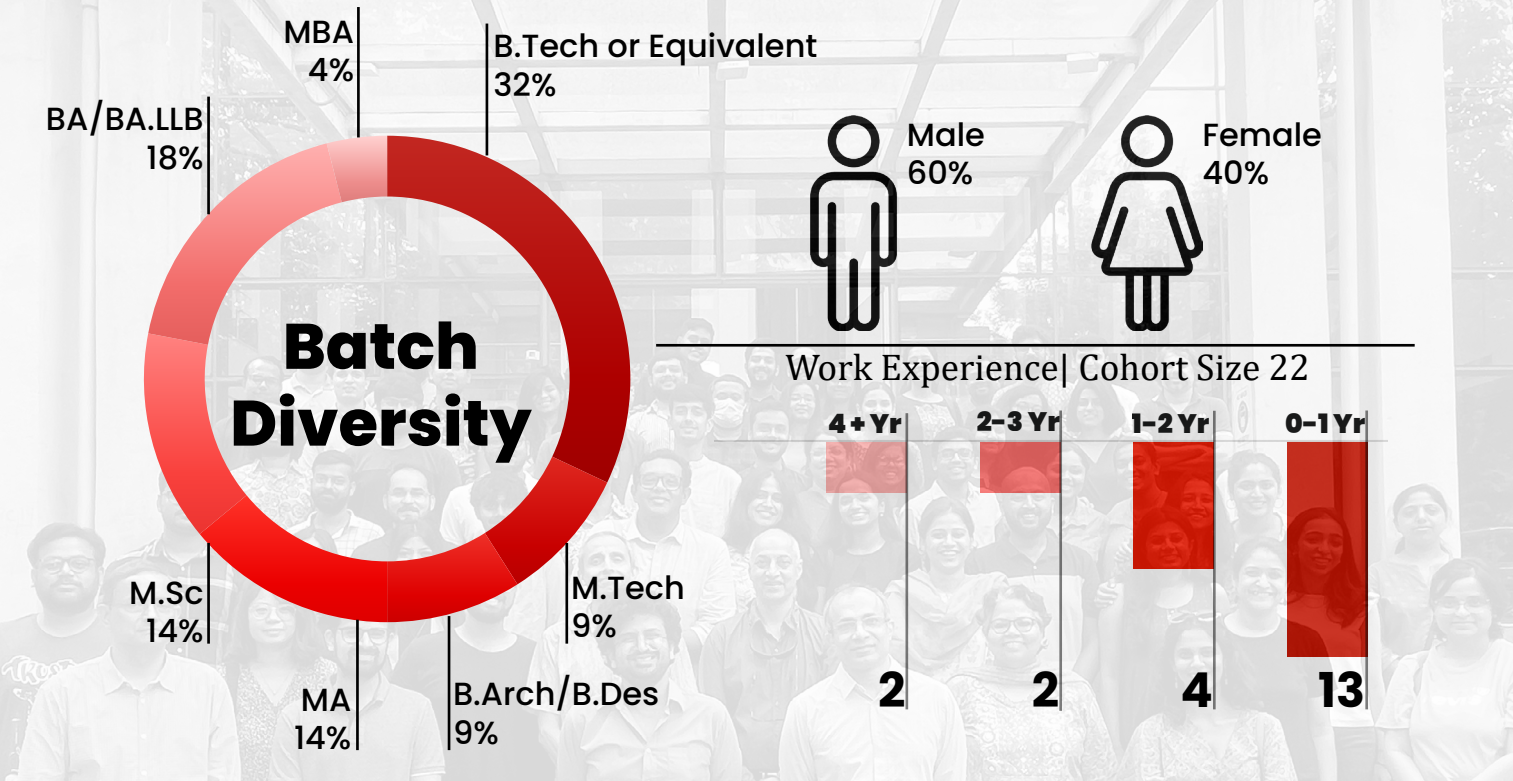 MBA
4%
B.Tech or Equivalent
32%
BA/BA.LLB
18%
Male
60%
Female
40%
Batch
Diversity
Work Experience| Cohort Size 22
4+ Yr
2-3 Yr
1-2 Yr
0-1 Yr
M.Sc
14%
M.Tech
9%
MA
14%
B.Arch/B.Des
9%
2
2
4
13